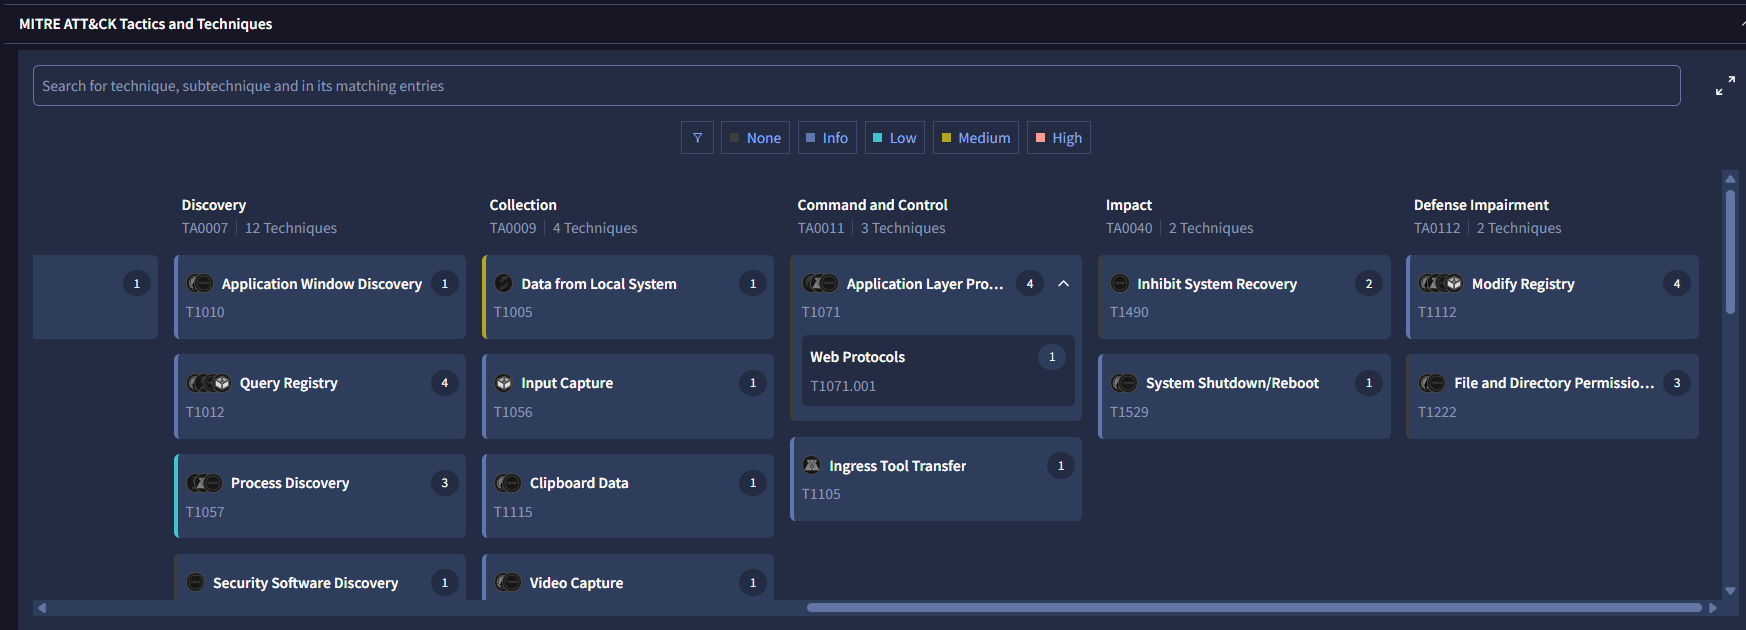 MITRE ATT&CK Tactics and Techniques
Search for technique, subtechnique and in its matching entries
None
Info
Low
Medium
High
1
Discovery
TA0007 | 12 Techniques
Application Window Discovery 1
T1010
Query Registry 4
T1012
Process Discovery 3
T1057
Security Software Discovery 1
Collection
TA0009 | 4 Techniques
Data from Local System 1
T1005
Input Capture 1
T1056
Clipboard Data 1
T1115
Video Capture 1
Command and Control
TA0011 | 3 Techniques
Application Layer Pro... 4
T1071
Web Protocols 1
T1071.001
Ingress Tool Transfer 1
T1105
Impact
TA0040 | 2 Techniques
Inhibit System Recovery 2
T1490
System Shutdown/Reboot 1
T1529
Defense Impairment
TA0112 | 2 Techniques
Modify Registry 4
T1112
File and Directory Permissio... 3
T1222